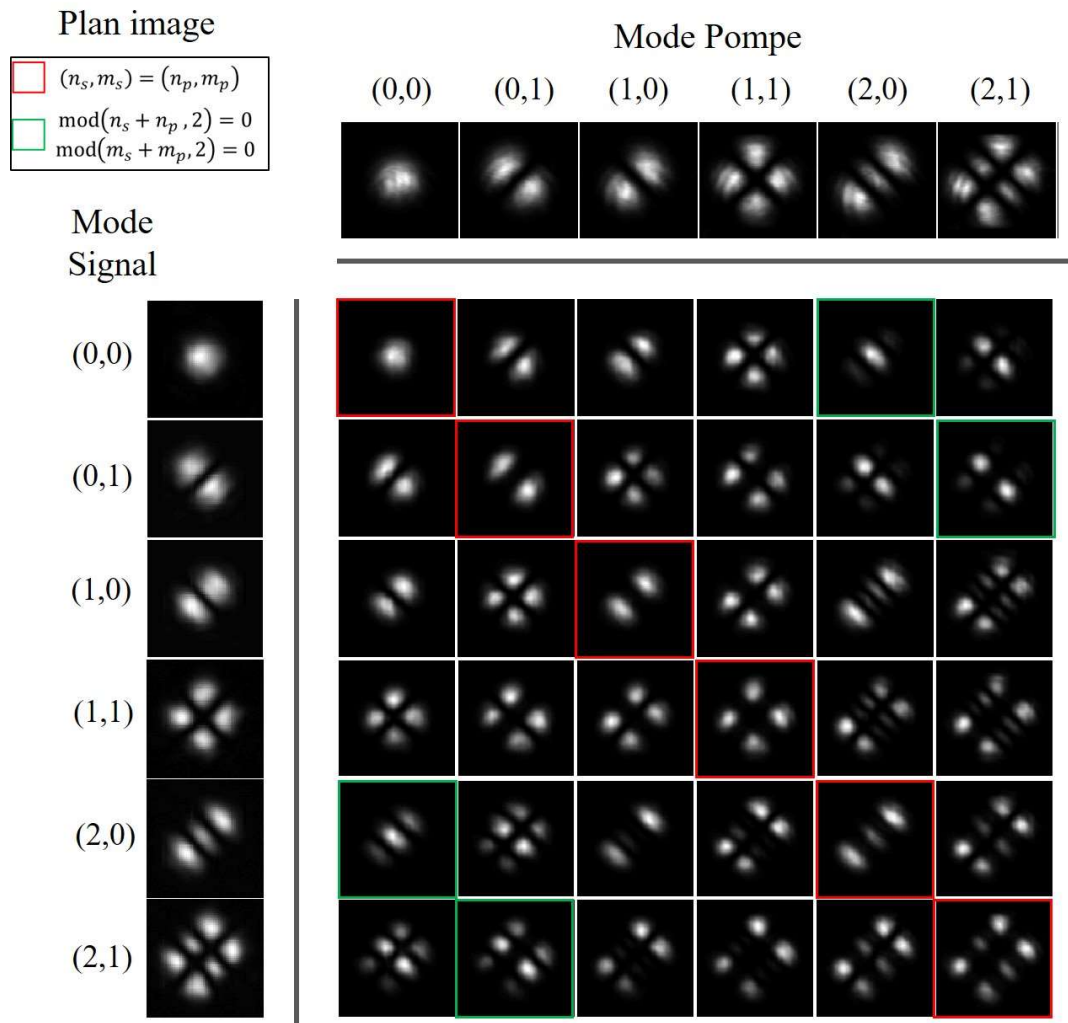 Plan image
(n_s, m_s) = (n_p, m_p)
mod(n_s + n_p , 2) = 0
mod(m_s + m_p, 2) = 0
Mode Pompe
(0,0) (0,1) (1,0) (1,1) (2,0) (2,1)
Mode
Signal
(0,0)
(0,1)
(1,0)
(1,1)
(2,0)
(2,1)